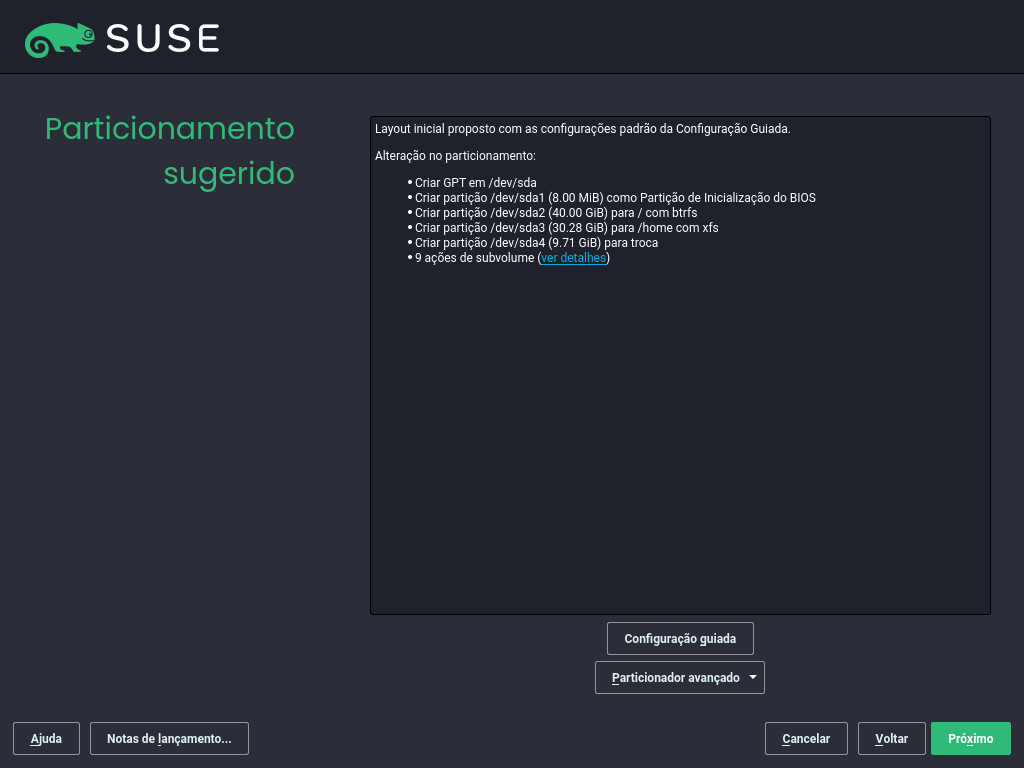 SUSE
Particionamento
sugerido
Layout inicial proposto com as configurações padrão da Configuração Guiada.
Alteração no particionamento:
• Criar GPT em /dev/sda
• Criar partição /dev/sda1 (8.00 MiB) como Partição de Inicialização do BIOS
• Criar partição /dev/sda2 (40.00 GiB) para / com btrfs
• Criar partição /dev/sda3 (30.28 GiB) para /home com xfs
• Criar partição /dev/sda4 (9.71 GiB) para troca
• 9 ações de subvolume (ver detalhes)
Configuração guiada
Particionador avançado
Ajuda
Notas de lançamento...
Cancelar
Voltar
Próximo